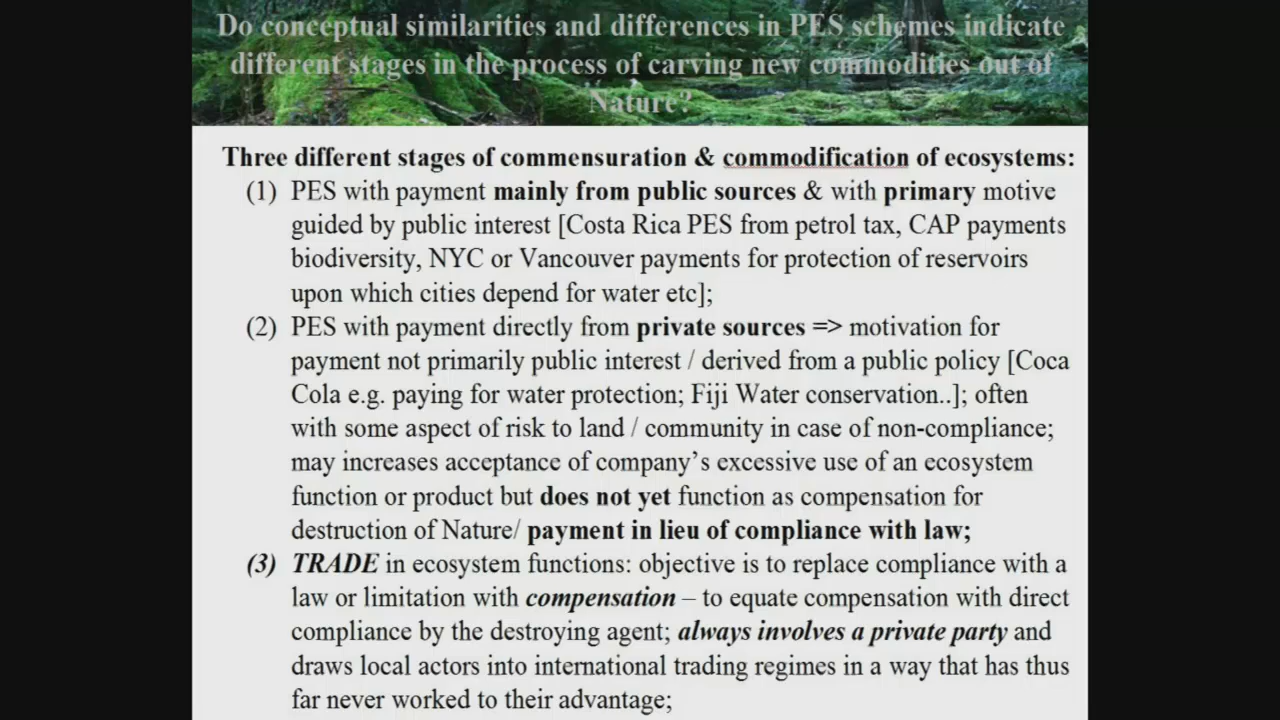 Do conceptual similarities and differences in PES schemes indicate
different stages in the process of carving new commodities out of
Nature?
Three different stages of commensuration & commodification of ecosystems:
(1) PES with payment mainly from public sources & with primary motive
guided by public interest [Costa Rica PES from petrol tax, CAP payments
biodiversity, NYC or Vancouver payments for protection of reservoirs
upon which cities depend for water etc];
(2) PES with payment directly from private sources => motivation for
payment not primarily public interest / derived from a public policy [Coca
Cola e.g. paying for water protection; Fiji Water conservation..]; often
with some aspect of risk to land / community in case of non-compliance;
may increases acceptance of company's excessive use of an ecosystem
function or product but does not yet function as compensation for
destruction of Nature/ payment in lieu of compliance with law;
(3) TRADE in ecosystem functions: objective is to replace compliance with a
law or limitation with compensation – to equate compensation with direct
compliance by the destroying agent; always involves a private party and
draws local actors into international trading regimes in a way that has thus
far never worked to their advantage;